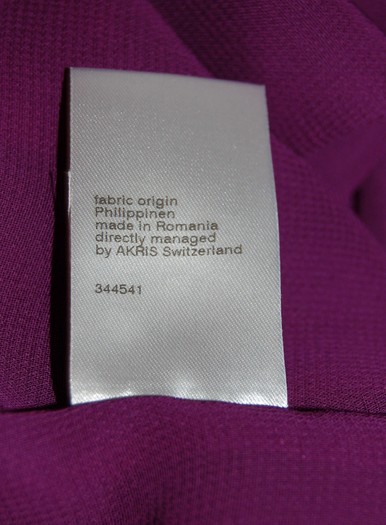 fabric origin
Philippinen
made in Romania
directly managed
by AKRIS Switzerland
344541